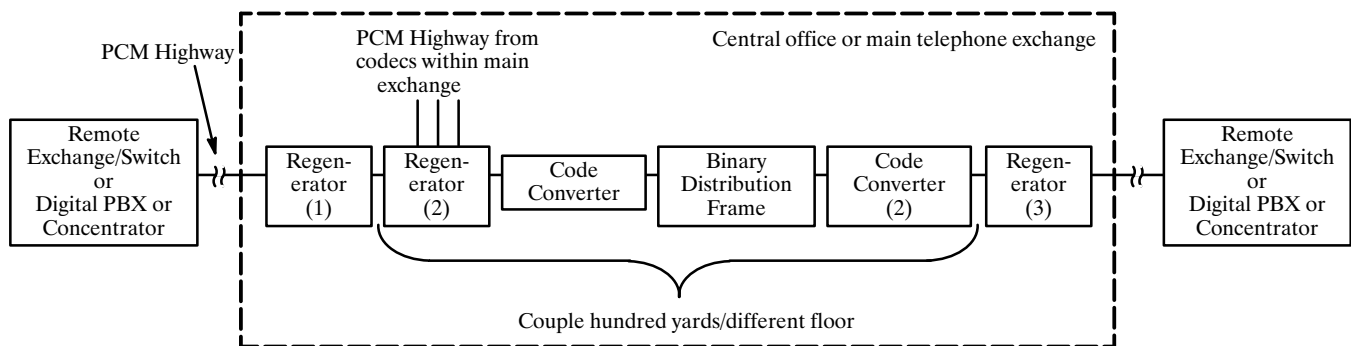 PCM Highway
PCM Highway from
codecs within main
exchange
Central office or main telephone exchange
Remote
Exchange/Switch
or
Digital PBX or
Concentrator
Regen-
erator
(1)
Regen-
erator
(2)
Code
Converter
Binary
Distribution
Frame
Code
Converter
(2)
Regen-
erator
(3)
Remote
Exchange/Switch
or
Digital PBX or
Concentrator
Couple hundred yards/different floor